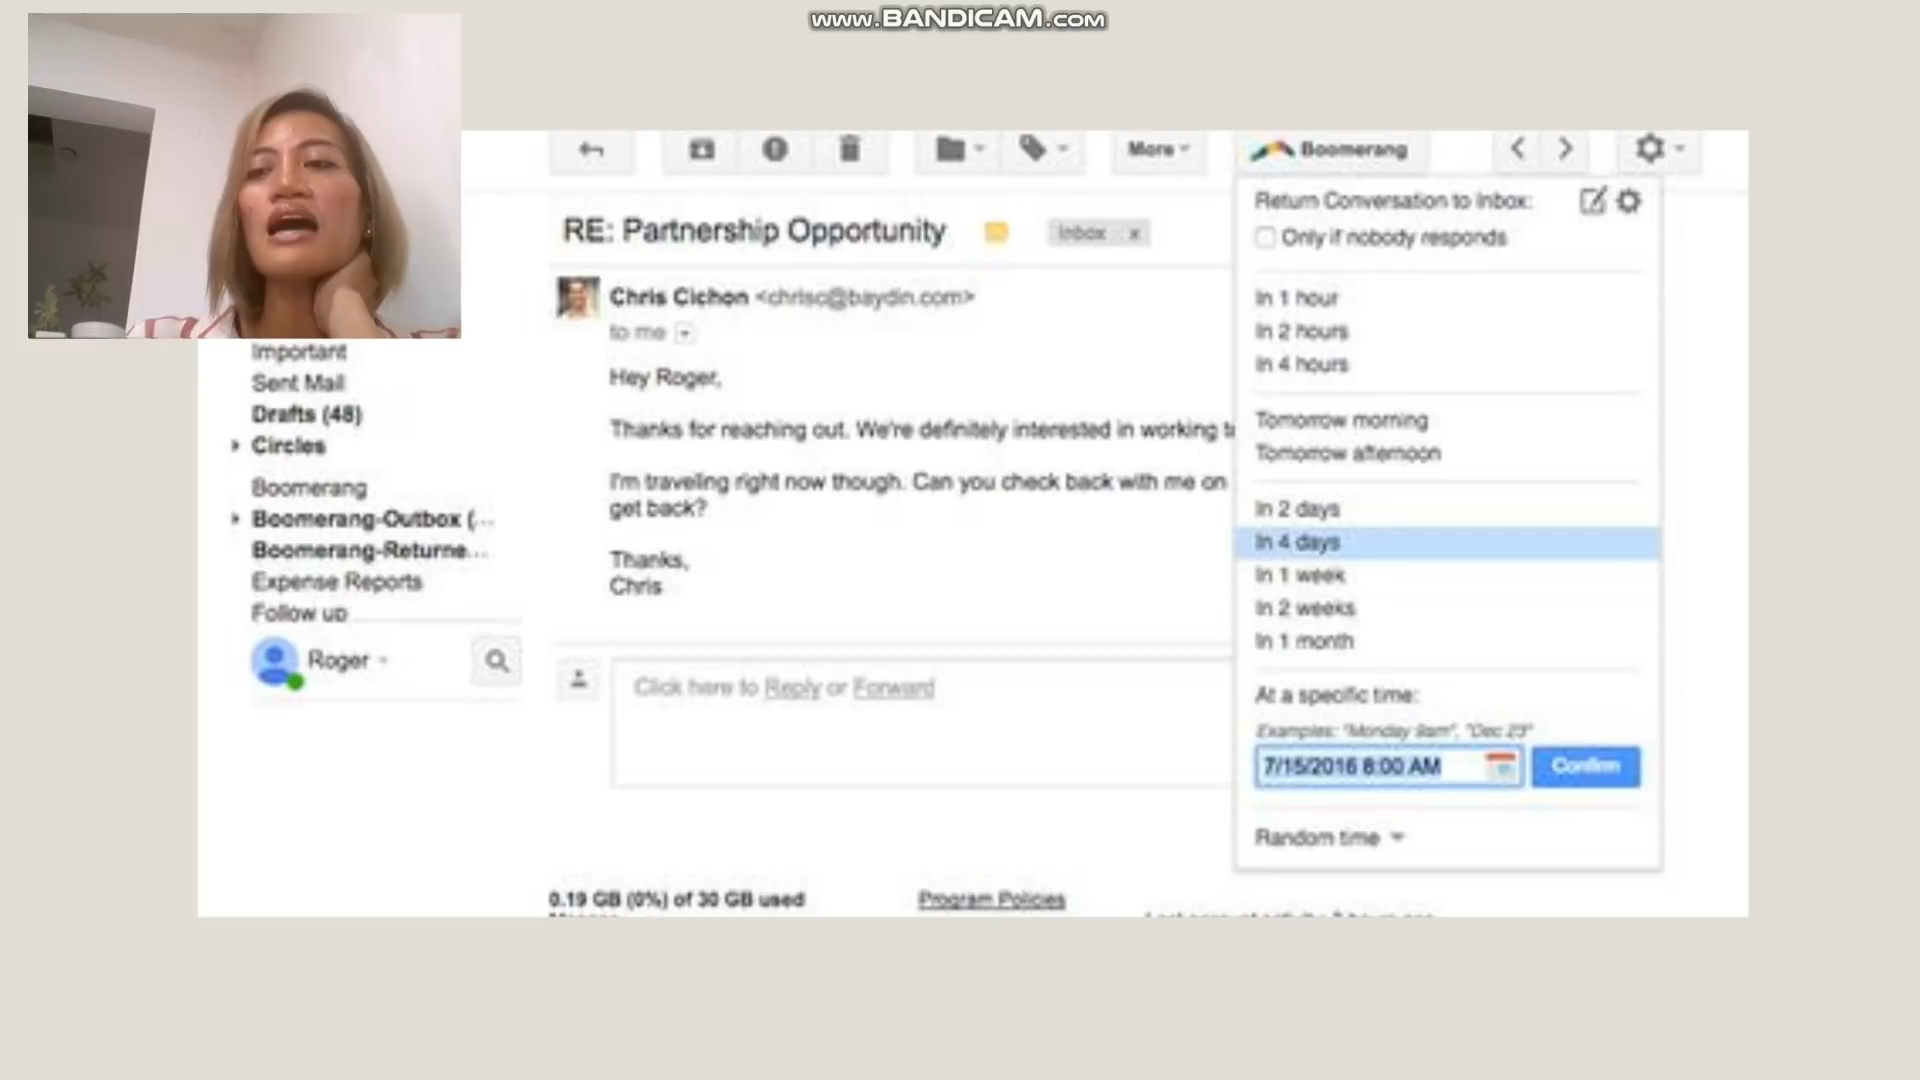 www.BANDICAM.com
More
Boomerang
Return Conversation to Inbox:
Only if nobody responds
RE: Partnership Opportunity
Inbox x
Chris Cichon <chrisc@baydin.com>
to me
Hey Roger,
Thanks for reaching out. We're definitely interested in working
I'm traveling right now though. Can you check back with me on
get back?
Thanks,
Chris
Click here to Reply or Forward
Important
Sent Mail
Drafts (48)
Circles
Boomerang
Boomerang-Outbox (...
Boomerang-Returne...
Expense Reports
Follow up
Roger
In 1 hour
In 2 hours
In 4 hours
Tomorrow morning
Tomorrow afternoon
In 2 days
In 4 days
In 1 week
In 2 weeks
In 1 month
At a specific time:
Examples: "Monday 9am", "Dec 23"
7/15/2016 8:00 AM
Confirm
Random time
0.19 GB (0%) of 30 GB used
Program Policies